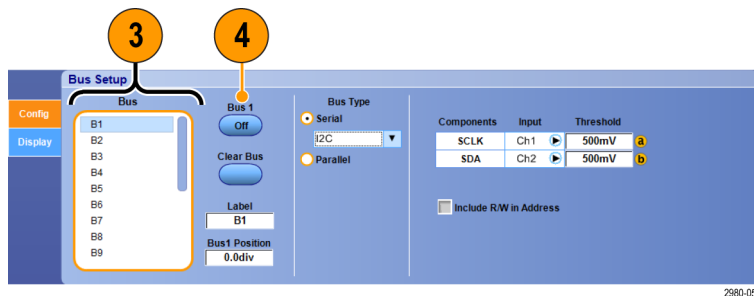 3
4
Bus Setup
Config
Display
Bus
B1
B2
B3
B4
B5
B6
B7
B8
B9
Bus 1
Off
Clear Bus
Label
B1
Bus1 Position
0.0div
Bus Type
Serial
I2C
Parallel
Components Input Threshold
SCLK Ch1 500mV a
SDA Ch2 500mV b
Include R/W in Address
2980-05